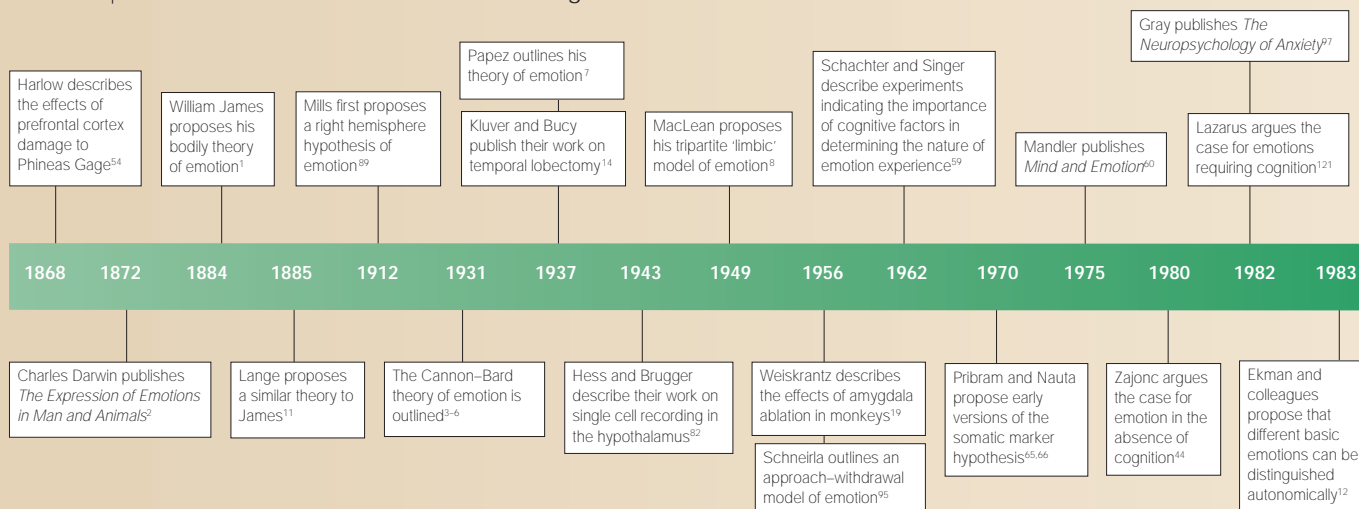 Harlow describes
the effects of
prefrontal cortex
damage to
Phineas Gage54
William James
proposes his
bodily theory
of emotion1
Mills first proposes
a right hemisphere
hypothesis of
emotion89
Papez outlines his
theory of emotion7
Kluver and Bucy
publish their work on
temporal lobectomy14
MacLean proposes
his tripartite ‘limbic’
model of emotion8
Schachter and Singer
describe experiments
indicating the importance
of cognitive factors in
determining the nature of
emotion experience59
Mandler publishes
Mind and Emotion60
Gray publishes The
Neuropsychology of Anxiety97
Lazarus argues the
case for emotions
requiring cognition121
1868 1872 1884 1885 1912 1931 1937 1943 1949 1956 1962 1970 1975 1980 1982 1983
Charles Darwin publishes
The Expression of Emotions
in Man and Animals2
Lange proposes
a similar theory to
James11
The Cannon–Bard
theory of emotion is
outlined3–6
Hess and Brugger
describe their work on
single cell recording in
the hypothalamus82
Weiskrantz describes
the effects of amygdala
ablation in monkeys19
Schneirla outlines an
approach–withdrawal
model of emotion95
Pribram and Nauta
propose early
versions of the
somatic marker
hypothesis65,66
Zajonc argues
the case for
emotion in the
absence of
cognition44
Ekman and
colleagues
propose that
different basic
emotions can be
distinguished
autonomically12